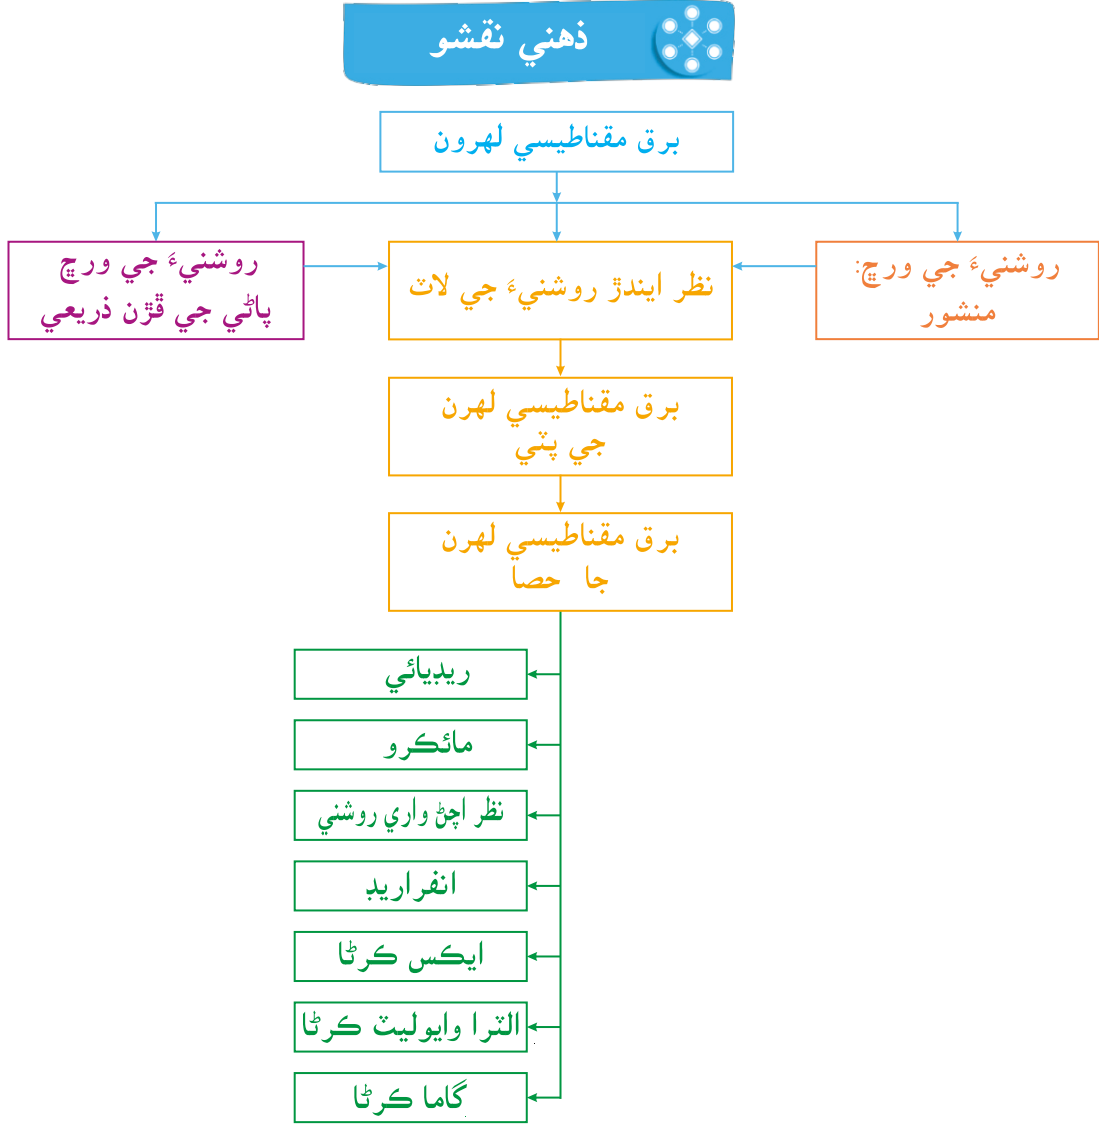 ذهني نقشو
برق مقناطيسي لهرون
روشنيءَ جي ورڇ:
منشور
نظر ايندڙ روشنيءَ جي لاٽ
روشنيءَ جي ورڇ
پاڻي جي ڦڙن ذريعي
برق مقناطيسي لهرن
جي پٽي
برق مقناطيسي لهرن
جا حصا
ريڊيائي
مائڪرو
نظر اچڻ واري روشني
انفراريڊ
ايڪس ڪرڻا
الٽرا وايوليٽ ڪرڻا
گاما ڪرڻا